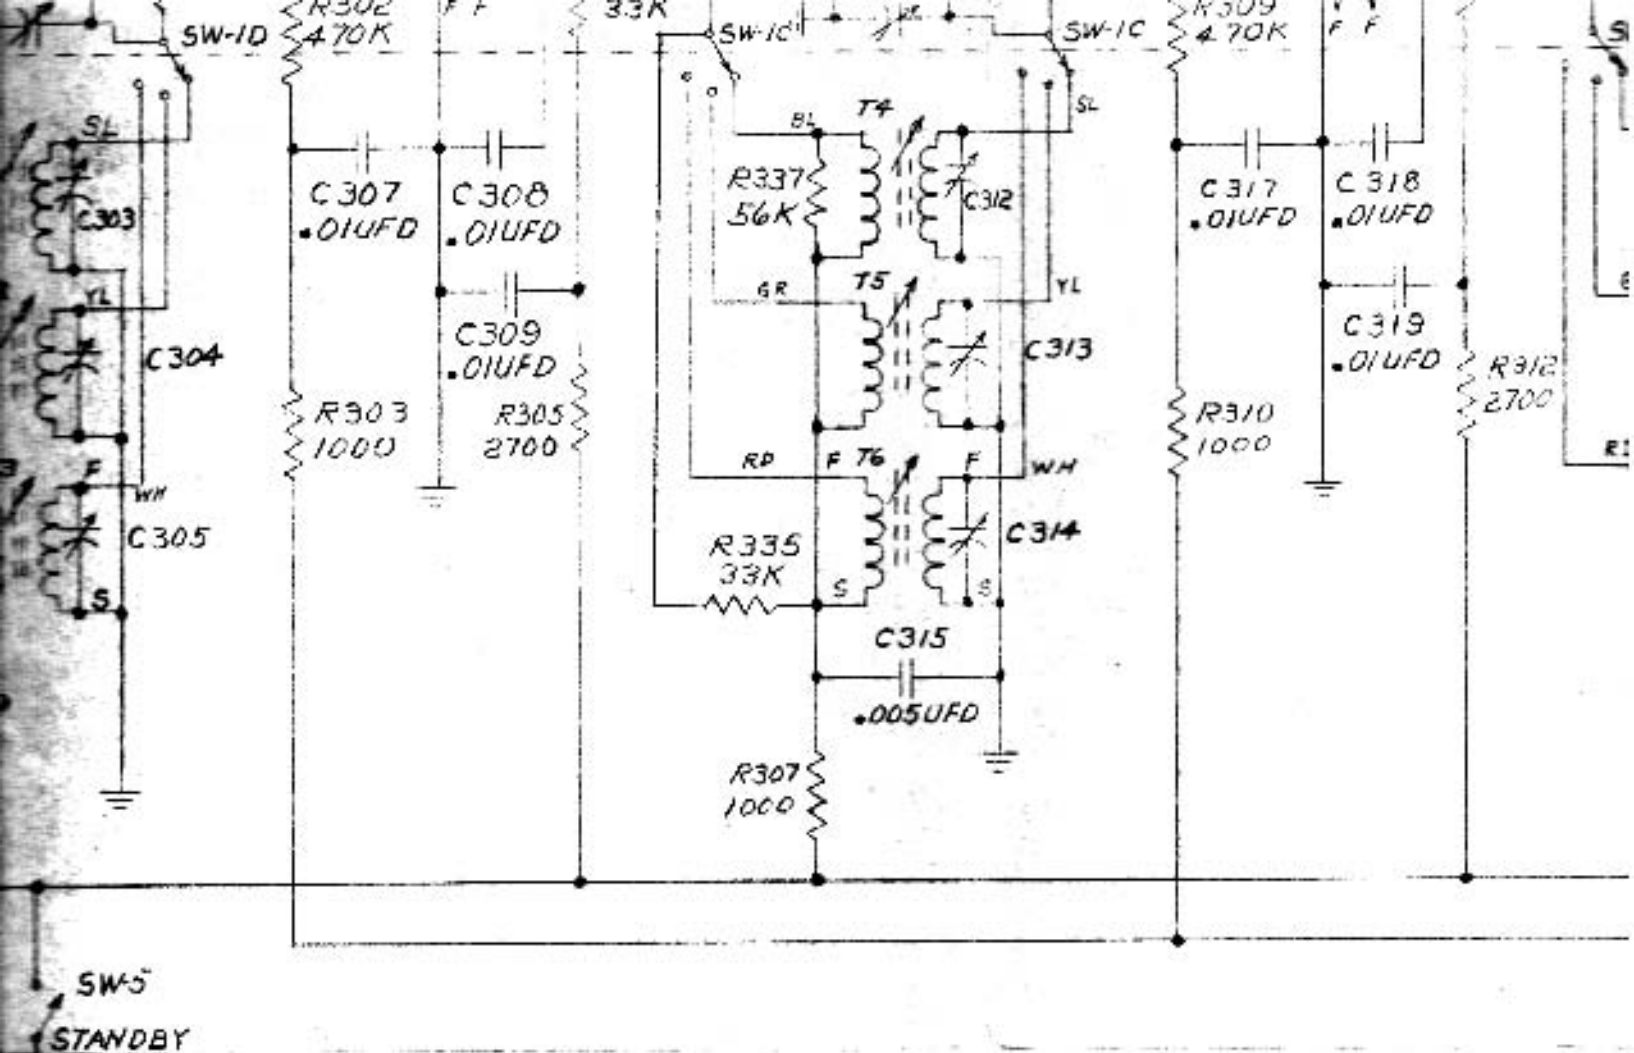 R302
470K
F F
33K
SW-1D
SW-1C
SW-1C
R309
470K
F F
SL
BL
T4
SL
C303
C307
.01UFD
C308
.01UFD
R337
56K
C312
C317
.01UFD
C318
.01UFD
YL
GR
T5
YL
C304
C309
.01UFD
C313
C319
.01UFD
R303
1000
R305
2700
R310
1000
R312
2700
F
WH
RD
F
T6
F
WH
C305
S
R335
33K
S
S
C314
C315
.005UFD
R307
1000
SW-5
STANDBY